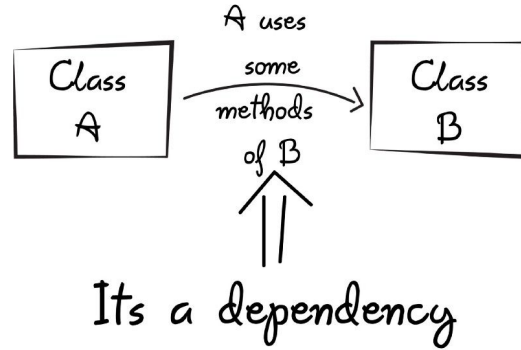 Class
A
A uses
some
methods
of B
Class
B
Its a dependency